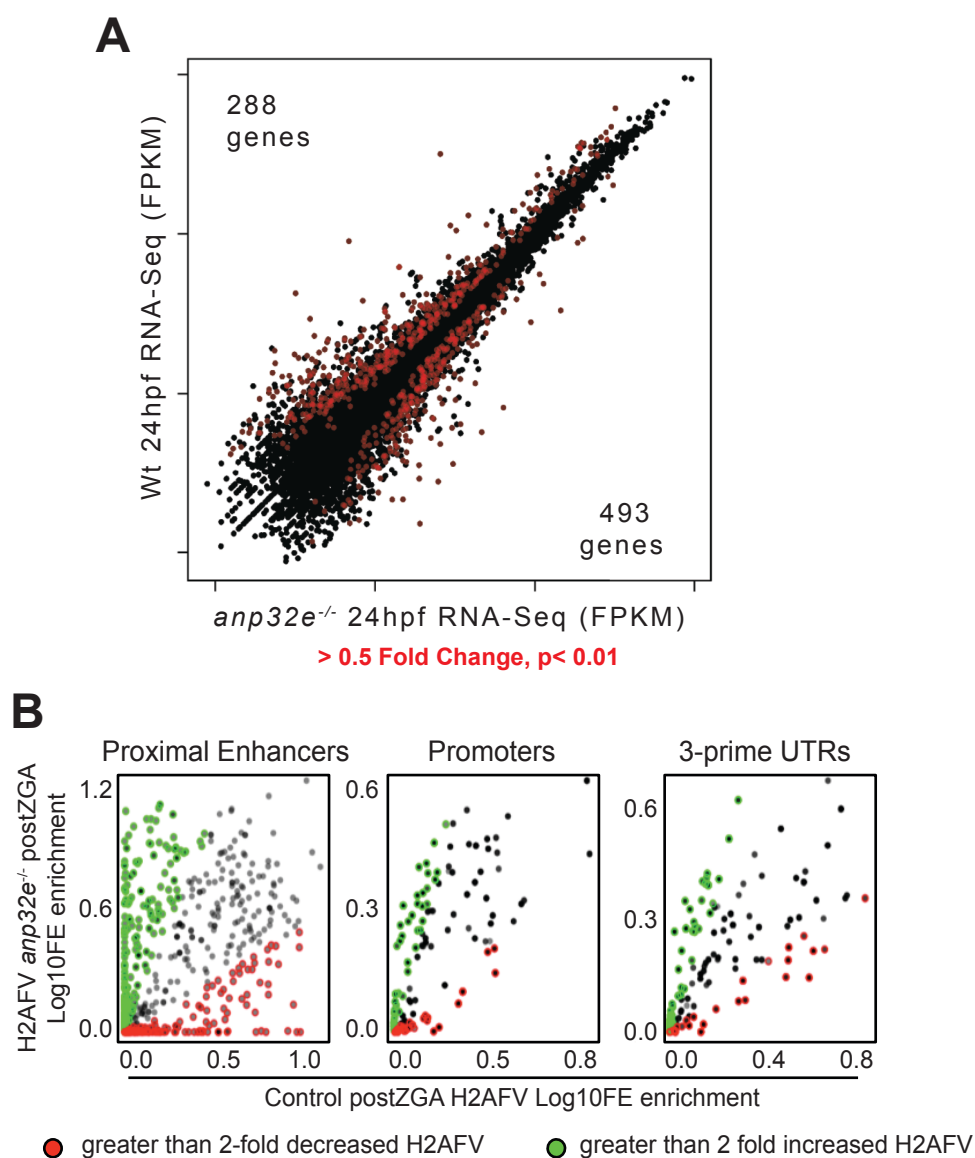 A
288
genes
Wt 24hpf RNA-Seq (FPKM)
493
genes
anp32e-/- 24hpf RNA-Seq (FPKM)
> 0.5 Fold Change, p< 0.01
B
Proximal Enhancers
Promoters
3-prime UTRs
H2AFV anp32e-/- postZGA
Log10FE enrichment
1.2
0.6
0.0
0.6
0.3
0.0
0.6
0.3
0.0
0.0 0.5 1.0
0.0 0.5 0.8
0.0 0.4 0.8
Control postZGA H2AFV Log10FE enrichment
greater than 2-fold decreased H2AFV
greater than 2 fold increased H2AFV